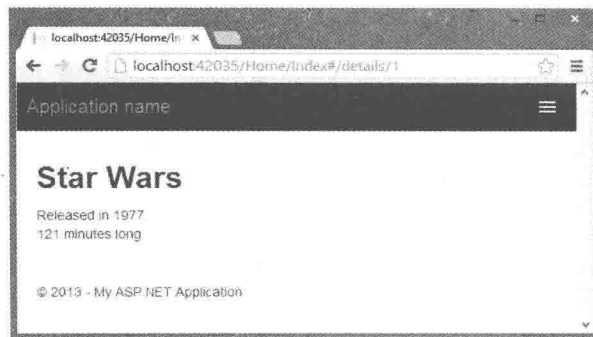 localhost:42035/Home/In
localhost:42035/Home/Index#/details/1
Application name
Star Wars
Released in 1977
121 minutes long
© 2013 - My ASP.NET Application